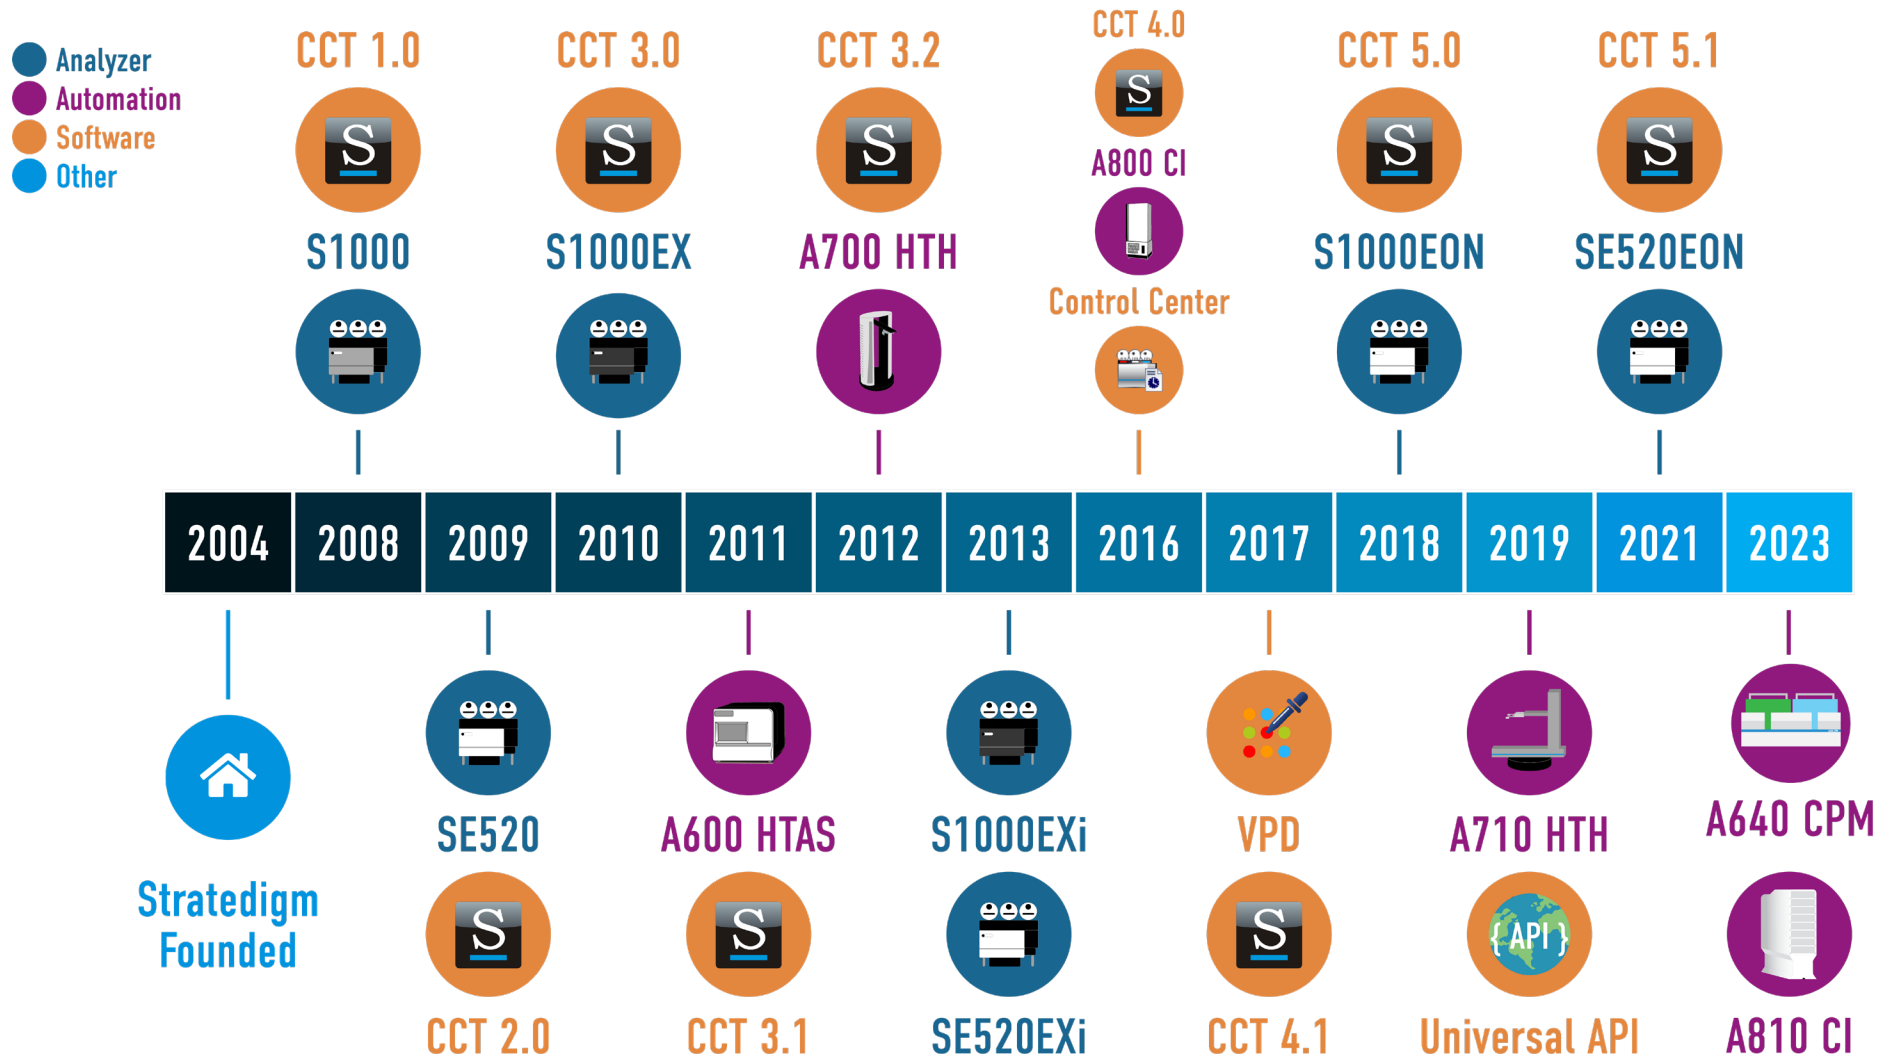 Analyzer
Automation
Software
Other
CCT 1.0
S
S1000
CCT 3.0
S
S1000EX
CCT 3.2
S
A700 HTH
CCT 4.0
S
A800 CI
Control Center
CCT 5.0
S
S1000EON
CCT 5.1
S
SE520EON
2004 2008 2009 2010 2011 2012 2013 2016 2017 2018 2019 2021 2023
Stratedigm
Founded
SE520
S
CCT 2.0
A600 HTAS
S
CCT 3.1
S1000EXi
SE520EXi
VPD
S
CCT 4.1
A710 HTH
{ API }
Universal API
A640 CPM
A810 CI